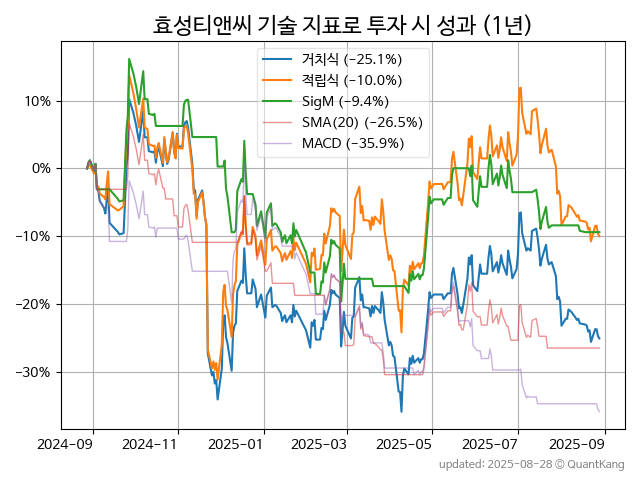 효성티앤씨 기술 지표로 투자 시 성과 (1년)
거치식 (−25.1%)
적립식 (−10.0%)
SigM (−9.4%)
SMA(20) (−26.5%)
MACD (−35.9%)
10%
0%
−10%
−20%
−30%
2024-09 2024-11 2025-01 2025-03 2025-05 2025-07 2025-09
updated: 2025-08-28 © QuantKang